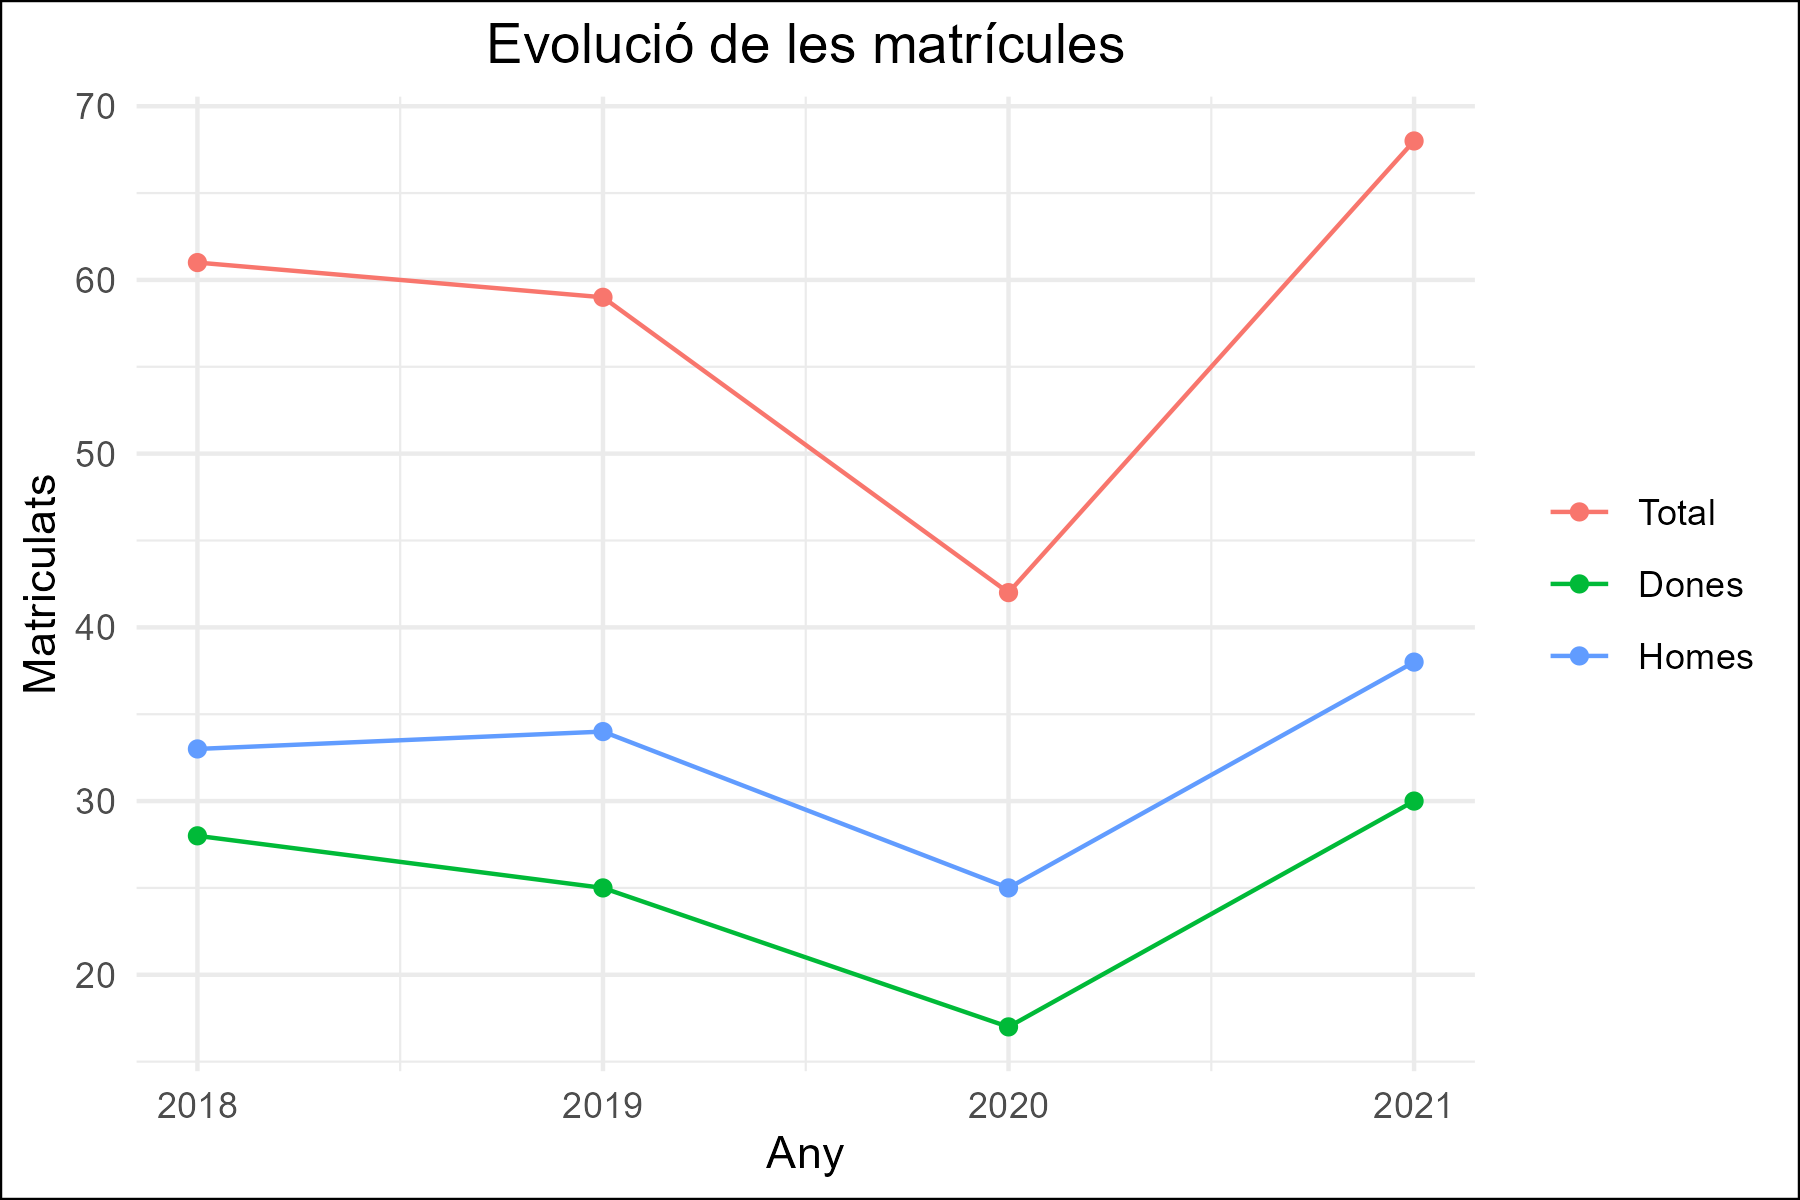 Evolució de les matrícules
70
60
50
40
30
20
Matriculats
2018 2019 2020 2021
Any
Total
Dones
Homes